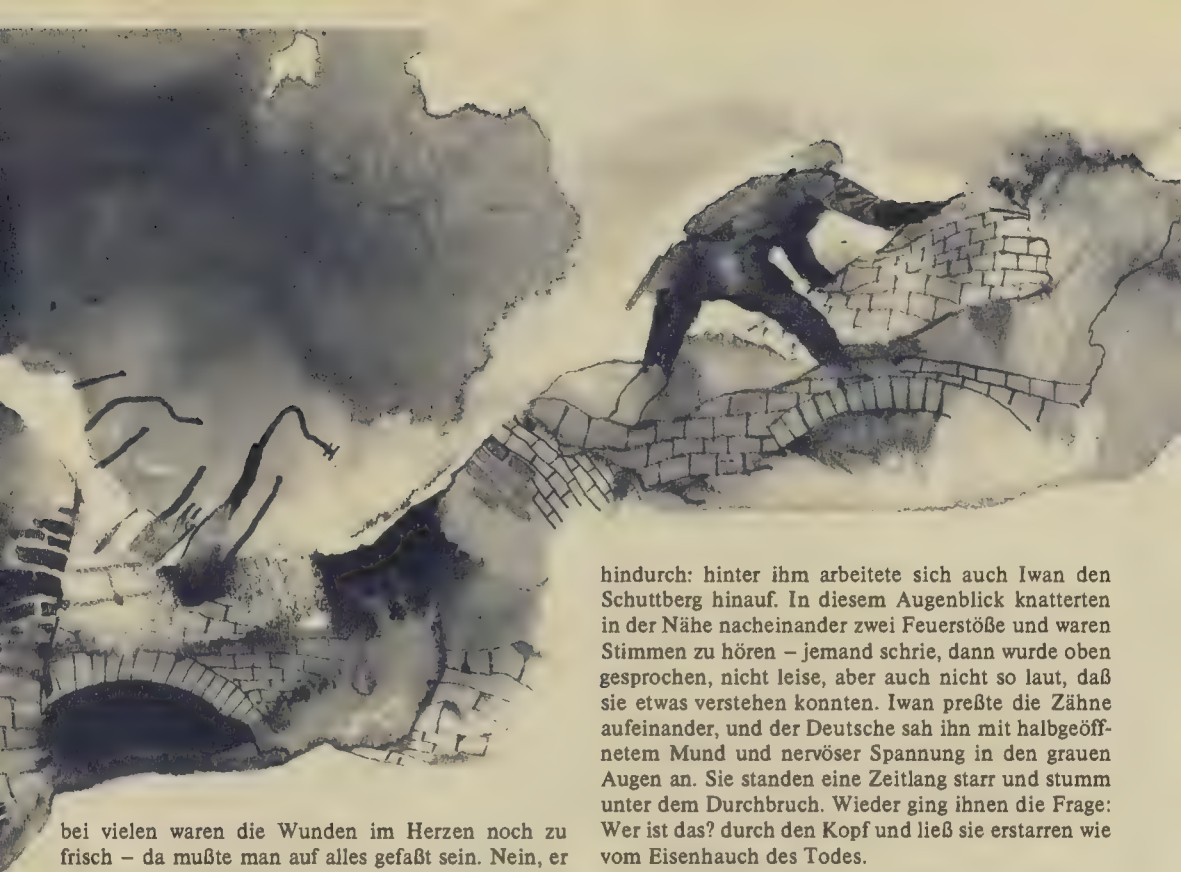 bei vielen waren die Wunden im Herzen noch zu
frisch – da mußte man auf alles gefaßt sein. Nein, er
hindurch: hinter ihm arbeitete sich auch Iwan den
Schuttberg hinauf. In diesem Augenblick knatterten
in der Nähe nacheinander zwei Feuerstöße und waren
Stimmen zu hören – jemand schrie, dann wurde oben
gesprochen, nicht leise, aber auch nicht so laut, daß
sie etwas verstehen konnten. Iwan preßte die Zähne
aufeinander, und der Deutsche sah ihn mit halbgeöff-
netem Mund und nervöser Spannung in den grauen
Augen an. Sie standen eine Zeitlang starr und stumm
unter dem Durchbruch. Wieder ging ihnen die Frage:
Wer ist das? durch den Kopf und ließ sie erstarren wie
vom Eisenhauch des Todes.